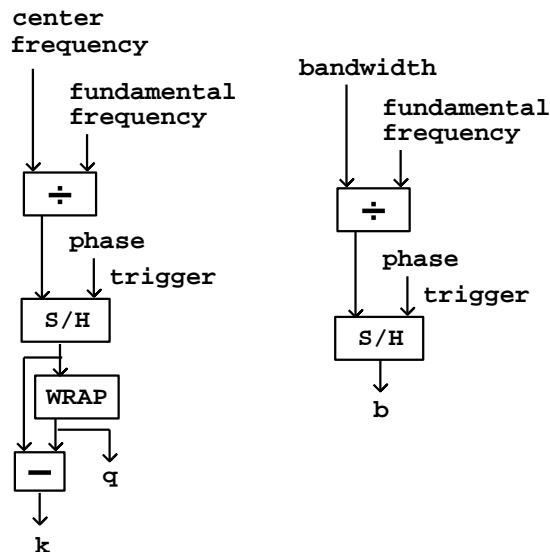 center
frequency
fundamental
frequency
÷
phase
trigger
S/H
WRAP
−
q
k
bandwidth
fundamental
frequency
÷
phase
trigger
S/H
b